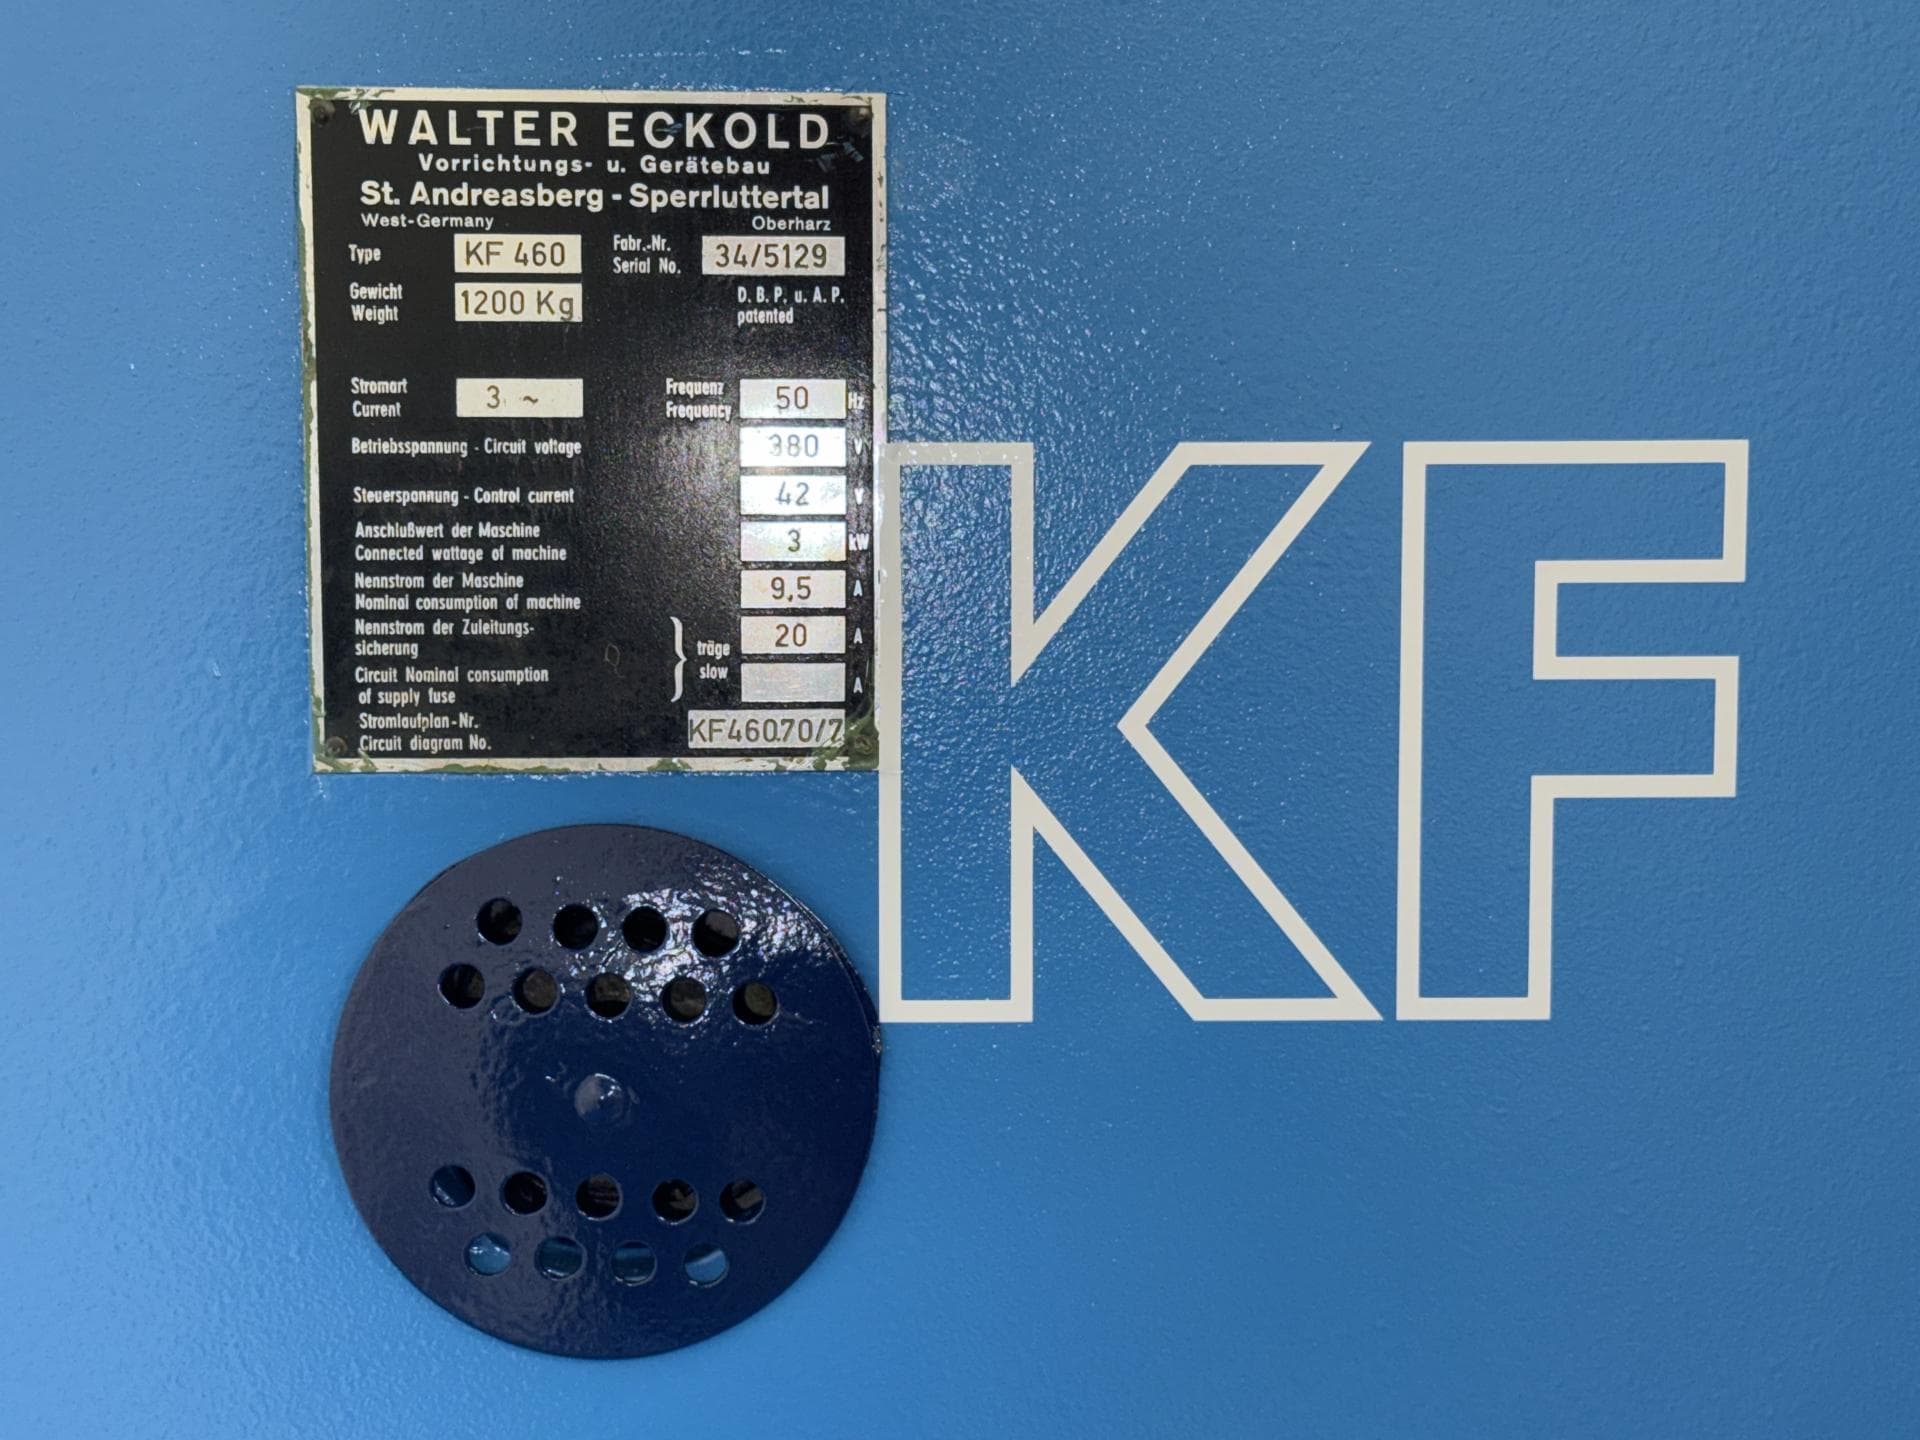 WALTER ECKOLD
Vorrichtungs- u. Gerätebau
St. Andreasberg - Sperrluttertal
West-Germany Oberharz
Type KF 460 Fabr.-Nr. Serial No. 34/5129
Gewicht Weight 1200 Kg D. B. P. u. A. P. patented
Stromart Current 3 ~ Frequenz Frequency 50 Hz
Betriebsspannung - Circuit voltage 380 V
Steuerspannung - Control current 42 V
Anschlußwert der Maschine
Connected wattage of machine 3 kW
Nennstrom der Maschine
Nominal consumption of machine 9,5 A
Nennstrom der Zuleitungs-
sicherung träge 20 A
Circuit Nominal consumption
of supply fuse slow A
Stromlaufplan-Nr.
Circuit diagram No. KF460.70/7
KF